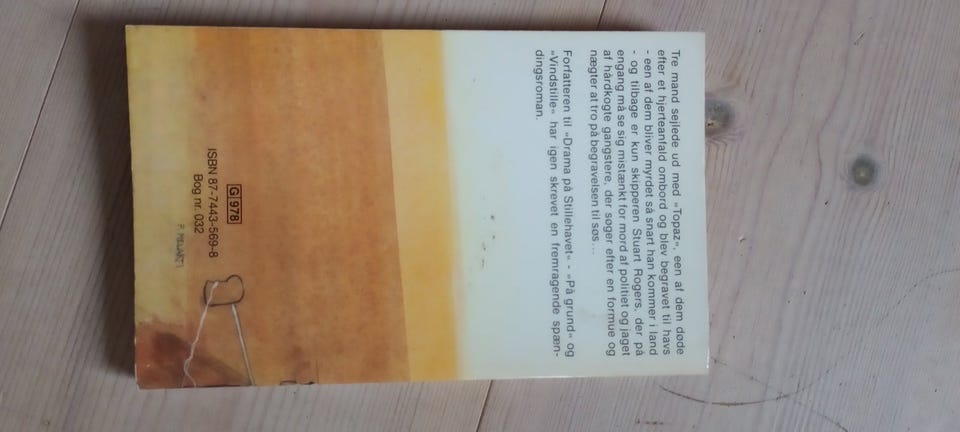 Tre mand sejlede ud med »Topaz«, een af dem døde
efter et hjerteanfald ombord og blev begravet til havs
- een af dem bliver myrdet så snart han kommer i land
- og tilbage er kun skipperen Stuart Rogers, der på
engang må se sig mistænkt for mord af politiet og jaget
af hårdkogte gangstere, der søger efter en formue og
nægter at tro på begravelsen til søs...
Forfatteren til »Drama på Stillehavet« - »På grund« og
»Vindstille« har igen skrevet en fremragende spæn-
dingsroman.
G 978
ISBN 87-7443-569-8
Bog nr. 032